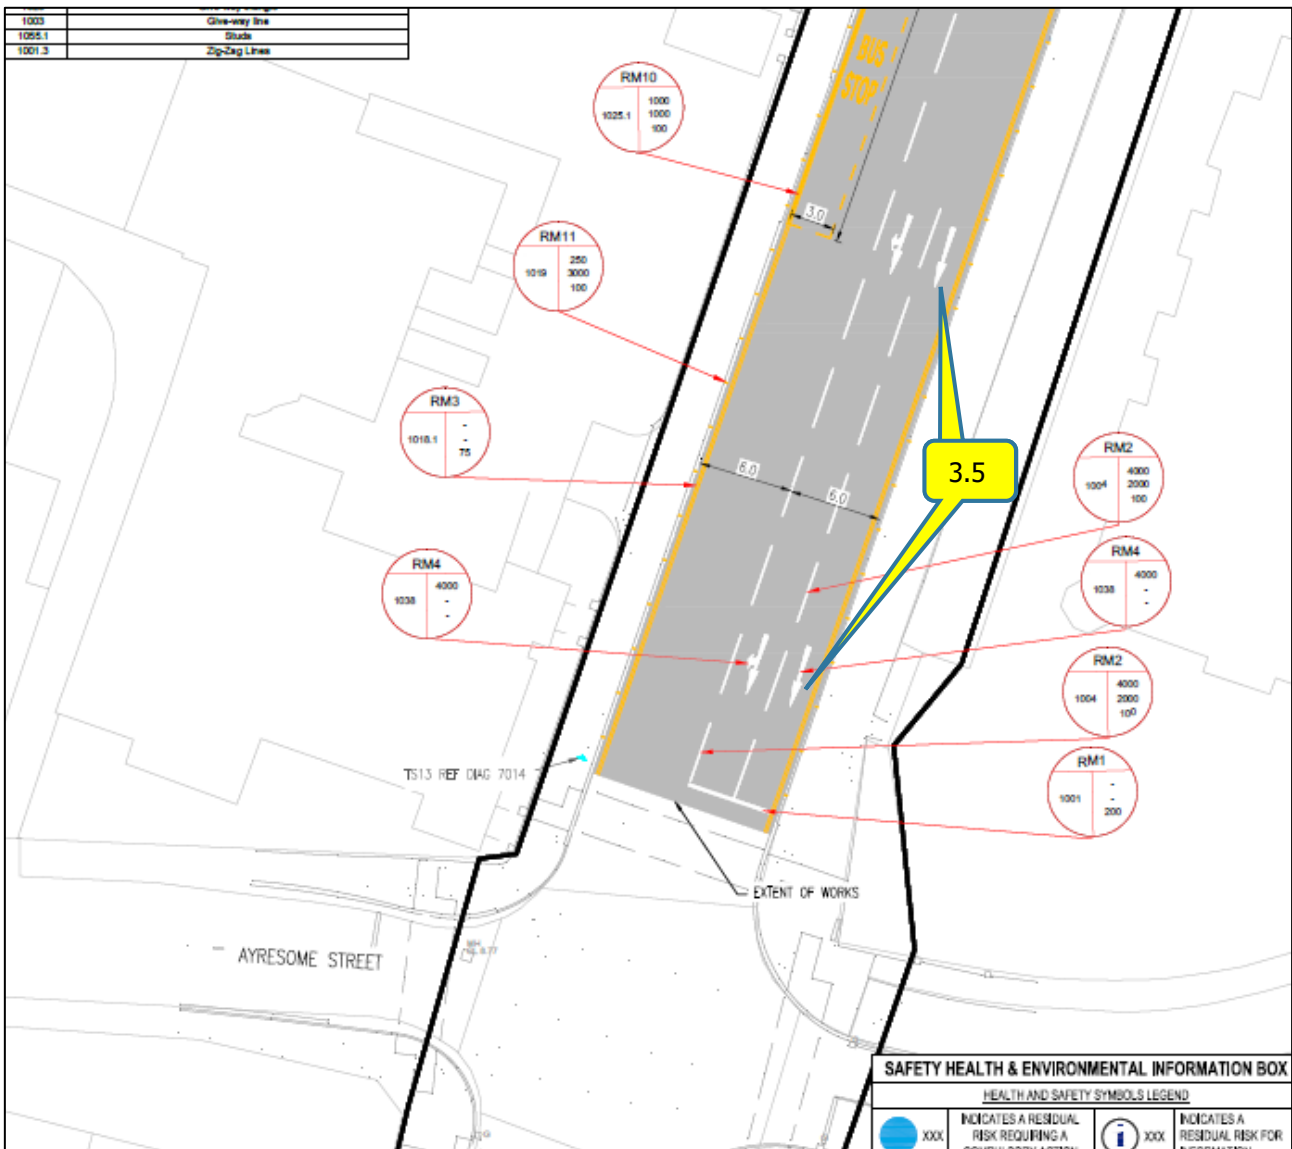 1003 Give-way line
1055.1 Studs
1001.3 Zig-Zag Lines
BUS
STOP
RM10
1025.1
1000
1000
100
3.0
RM11
1019
250
3000
100
RM3
1018.1
-
-
75
6.0
6.0
3.5
RM2
1004
4000
2000
100
RM4
1038
4000
-
-
RM4
1038
4000
-
-
RM2
1004
4000
2000
100
RM1
1001
-
-
200
TS13 REF DIAG 7014
EXTENT OF WORKS
AYRESOME STREET
MH
SAFETY HEALTH & ENVIRONMENTAL INFORMATION BOX
HEALTH AND SAFETY SYMBOLS LEGEND
XXX
INDICATES A RESIDUAL
RISK REQUIRING A
i
XXX
INDICATES A
RESIDUAL RISK FOR